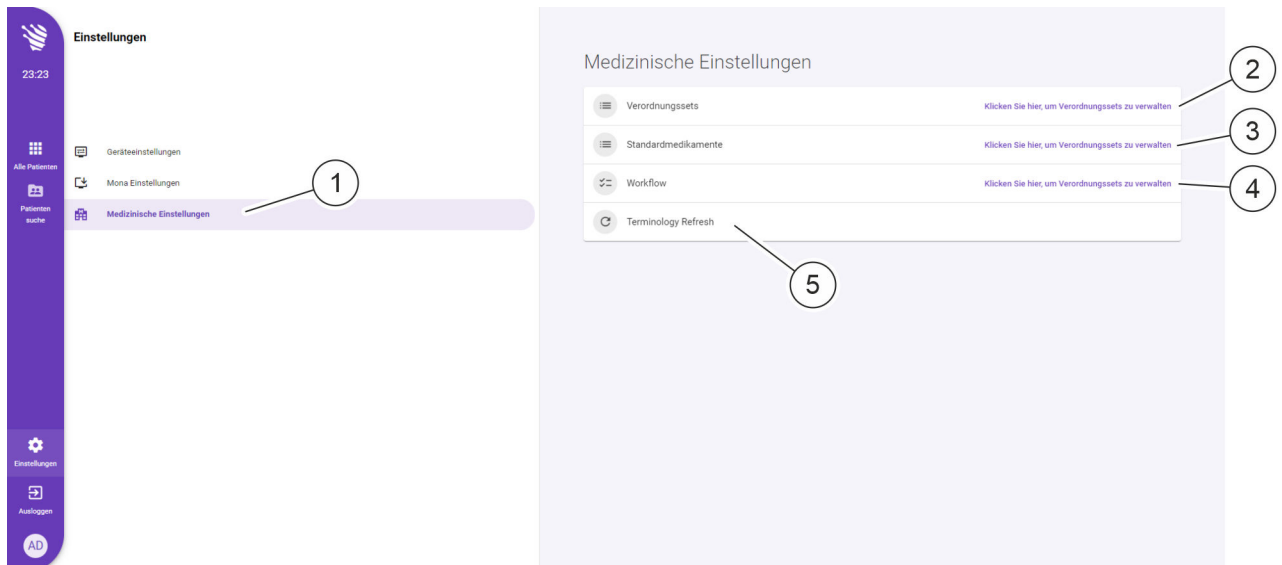 Einstellungen
23:23
Alle Patienten
Patienten
suche
Geräteeinstellungen
Mona Einstellungen
Medizinische Einstellungen
1
Einstellungen
Ausloggen
AD
Medizinische Einstellungen
Verordnungssets
Klicken Sie hier, um Verordnungssets zu verwalten
2
Standardmedikamente
Klicken Sie hier, um Verordnungssets zu verwalten
3
Workflow
Klicken Sie hier, um Verordnungssets zu verwalten
4
Terminology Refresh
5